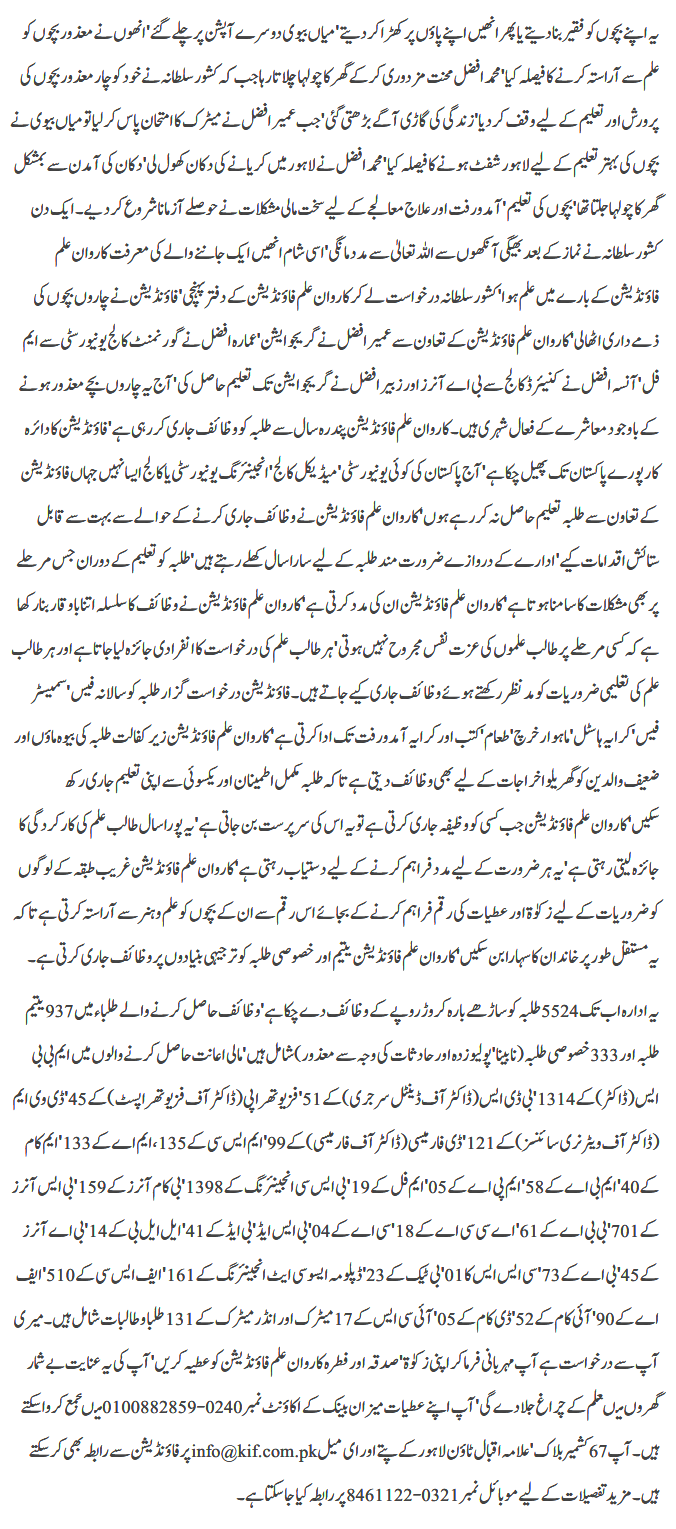 یہ اپنے بچوں کو فقیر بنا دیتے یا پھر انھیں اپنے پاؤں پر کھڑا کر دیتے' میاں بیوی دوسرے آپشن پر چلے گئے' انھوں نے معذور بچوں کو
علم سے آراستہ کرنے کا فیصلہ کیا' محمد افضل محنت مزدوری کر کے گھر کا چولہا چلاتا رہا جب کہ کشور سلطانہ نے خود کو چار معذور بچوں کی
پرورش اور تعلیم کے لیے وقف کر دیا' زندگی کی گاڑی آگے بڑھتی گئی' جب عمیر افضل نے میٹرک کا امتحان پاس کر لیا تو میاں بیوی نے
بچوں کی بہتر تعلیم کے لیے لاہور شفٹ ہونے کا فیصلہ کیا' محمد افضل نے لاہور میں کریانے کی دکان کھول لی' دکان کی آمدن سے بمشکل
گھر کا چولہا جلتا تھا' بچوں کی تعلیم' آمدورفت اور علاج معالجے کے لیے سخت مالی مشکلات نے حوصلے آزمانا شروع کر دیے۔ ایک دن
کشور سلطانہ نے نماز کے بعد بھیگی آنکھوں سے اللہ تعالیٰ سے مدد مانگی' اسی شام انھیں ایک جاننے والے کی معرفت کاروان علم
فاؤنڈیشن کے بارے میں علم ہوا' کشور سلطانہ درخواست لے کر کاروان علم فاؤنڈیشن کے دفتر پہنچی' فاؤنڈیشن نے چاروں بچوں کی
ذمے داری اٹھالی' کاروان علم فاؤنڈیشن کے تعاون سے عمیر افضل نے گریجوایشن' عمارہ افضل نے گورنمنٹ کالج یونیورسٹی سے ایم
فل' آنسہ افضل نے کنیئرڈ کالج سے بی اے آنرز اور زبیر افضل نے گریجوایشن تک تعلیم حاصل کی' آج یہ چاروں بچے معذور ہونے
کے باوجود معاشرے کے فعال شہری ہیں۔ کاروان علم فاؤنڈیشن پندرہ سال سے طلبہ کو وظائف جاری کر رہی ہے' فاؤنڈیشن کا دائرہ
کار پورے پاکستان تک پھیل چکا ہے' آج پاکستان کی کوئی یونیورسٹی' میڈیکل کالج' انجینئرنگ یونیورسٹی یا کالج ایسا نہیں جہاں فاؤنڈیشن
کے تعاون سے طلبہ تعلیم حاصل نہ کر رہے ہوں' کاروان علم فاؤنڈیشن نے وظائف جاری کرنے کے حوالے سے بہت سے قابل
ستائش اقدامات کیے' ادارے کے دروازے ضرورت مند طلبہ کے لیے سارا سال کھلے رہتے ہیں' طلبہ کو تعلیم کے دوران جس مرحلے
پر بھی مشکلات کا سامنا ہوتا ہے' کاروان علم فاؤنڈیشن ان کی مدد کرتی ہے' کاروان علم فاؤنڈیشن نے وظائف کا سلسلہ اتنا باوقار بنا رکھا
ہے کہ کسی مرحلے پر طالب علموں کی عزت نفس مجروح نہیں ہوتی' ہر طالب علم کی درخواست کا انفرادی جائزہ لیا جاتا ہے اور ہر طالب
علم کی تعلیمی ضروریات کو مدنظر رکھتے ہوئے وظائف جاری کیے جاتے ہیں۔ فاؤنڈیشن درخواست گزار طلبہ کو سالانہ فیس' سمیسٹر
فیس' کرایہ ہاسٹل' ماہوار خرچ' طعام' کتب اور کرایہ آمدورفت تک ادا کرتی ہے' کاروان علم فاؤنڈیشن زیر کفالت طلبہ کی بیوہ ماؤں اور
ضعیف والدین کو گھریلو اخراجات کے لیے بھی وظائف دیتی ہے تاکہ طلبہ مکمل اطمینان اور یکسوئی سے اپنی تعلیم جاری رکھ
سکیں' کاروان علم فاؤنڈیشن جب کسی کو وظیفہ جاری کرتی ہے تو یہ اس کی سرپرست بن جاتی ہے' یہ پورا سال طالب علم کی کارکردگی کا
جائزہ لیتی رہتی ہے' یہ ہر ضرورت کے لیے مدد فراہم کرنے کے لیے دستیاب رہتی ہے' کاروان علم فاؤنڈیشن غریب طبقہ کے لوگوں
کو ضروریات کے لیے زکوٰۃ اور عطیات کی رقم فراہم کرنے کے بجائے اس رقم سے ان کے بچوں کو علم و ہنر سے آراستہ کرتی ہے تاکہ
یہ مستقل طور پر خاندان کا سہارا بن سکیں' کاروان علم فاؤنڈیشن یتیم اور خصوصی طلبہ کو ترجیحی بنیادوں پر وظائف جاری کرتی ہے۔
یہ ادارہ اب تک 5524 طلبہ کو ساڑھے بارہ کروڑ روپے کے وظائف دے چکا ہے' وظائف حاصل کرنے والے طلباء میں 937 یتیم
طلبہ اور 333 خصوصی طلبہ (نابینا' پولیو زدہ اور حادثات کی وجہ سے معذور) شامل ہیں' مالی اعانت حاصل کرنے والوں میں ایم بی بی
ایس (ڈاکٹر) کے 1314' بی ڈی ایس (ڈاکٹر آف ڈینٹل سرجری) کے 51' فزیو تھراپی (ڈاکٹر آف فزیو تھراپسٹ) کے 45' ڈی وی ایم
(ڈاکٹر آف ویٹرنری سائنسز) کے 121' ڈی فارمیسی (ڈاکٹر آف فارمیسی) کے 99' ایم ایس سی کے 135، ایم اے کے 133' ایم کام
کے 40' ایم بی اے کے 58' ایم پی اے کے 05' ایم فل کے 19' بی ایس سی انجینئرنگ کے 1398' بی کام آنرز کے 159' بی ایس آنرز
کے 701' بی بی اے کے 61' اے سی سی اے کے 18' سی اے کے 04' بی ایس ایڈ' بی ایڈ کے 41' ایل ایل بی کے 14' بی اے آنرز
کے 45' بی اے کے 73' سی ایس ایس کا 01' بی ٹیک کے 23' ڈپلومہ ایسوسی ایٹ انجینئرنگ کے 161' ایف ایس سی کے 510' ایف
اے کے 90' آئی کام کے 52' ڈی کام کے 05' آئی سی ایس کے 17 میٹرک اور انڈر میٹرک کے 131 طلبا و طالبات شامل ہیں۔ میری
آپ سے درخواست ہے آپ مہربانی فرما کر اپنی زکوٰۃ' صدقہ اور فطرہ کاروان علم فاؤنڈیشن کو عطیہ کریں' آپ کی یہ عنایت بے شمار
گھروں میں علم کے چراغ جلا دے گی' آپ اپنے عطیات میزان بینک کے اکاؤنٹ نمبر 0240-0100882859 میں جمع کروا سکتے
ہیں۔ آپ 67 کشمیر بلاک' علامہ اقبال ٹاؤن لاہور کے پتے اور ای میل info@kif.com.pk پر فاؤنڈیشن سے رابطہ بھی کر سکتے
ہیں۔ مزید تفصیلات کے لیے موبائل نمبر 0321-8461122 پر رابطہ کیا جا سکتا ہے۔